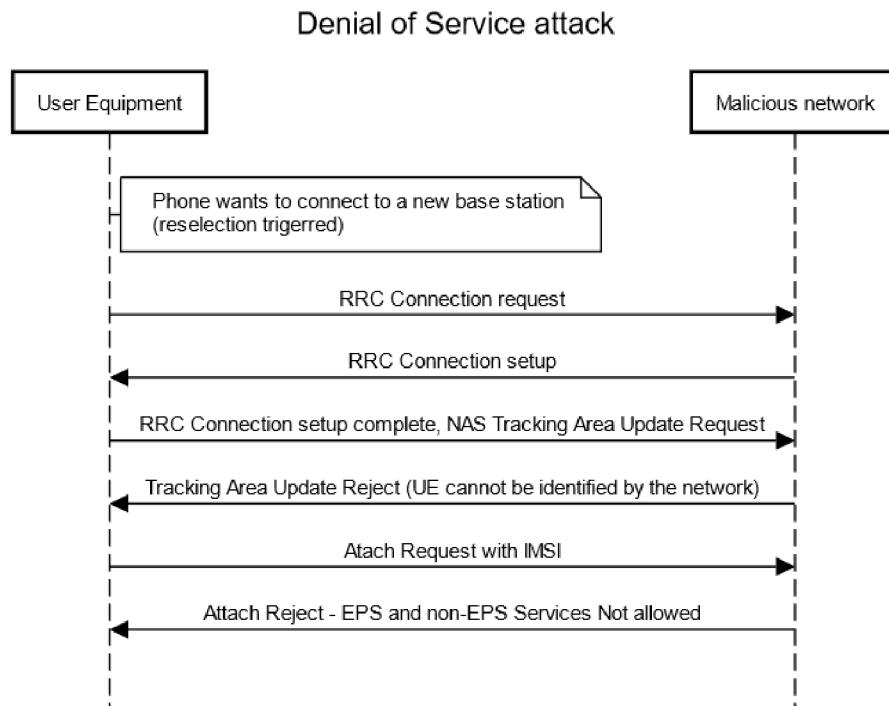 Denial of Service attack
User Equipment
Malicious network
Phone wants to connect to a new base station
(reselection trigerred)
RRC Connection request
RRC Connection setup
RRC Connection setup complete, NAS Tracking Area Update Request
Tracking Area Update Reject (UE cannot be identified by the network)
Atach Request with IMSI
Attach Reject - EPS and non-EPS Services Not allowed